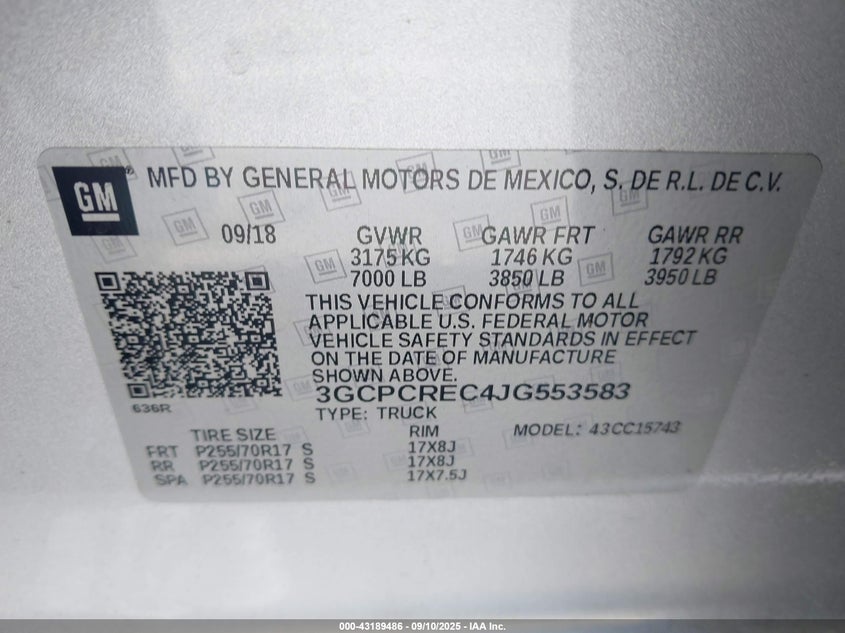 GM
MFD BY GENERAL MOTORS DE MEXICO, S. DE R.L. DE C.V.
09/18 GVWR GAWR FRT GAWR RR
3175 KG 1746 KG 1792 KG
7000 LB 3850 LB 3950 LB
THIS VEHICLE CONFORMS TO ALL
APPLICABLE U.S. FEDERAL MOTOR
VEHICLE SAFETY STANDARDS IN EFFECT
ON THE DATE OF MANUFACTURE
SHOWN ABOVE.
3GCPCREC4JG553583
636R
TYPE: TRUCK
TIRE SIZE RIM MODEL: 43CC15743
FRT P255/70R17 S 17X8J
RR P255/70R17 S 17X8J
SPA P255/70R17 S 17X7.5J
000-43189486 - 09/10/2025 - IAA Inc.